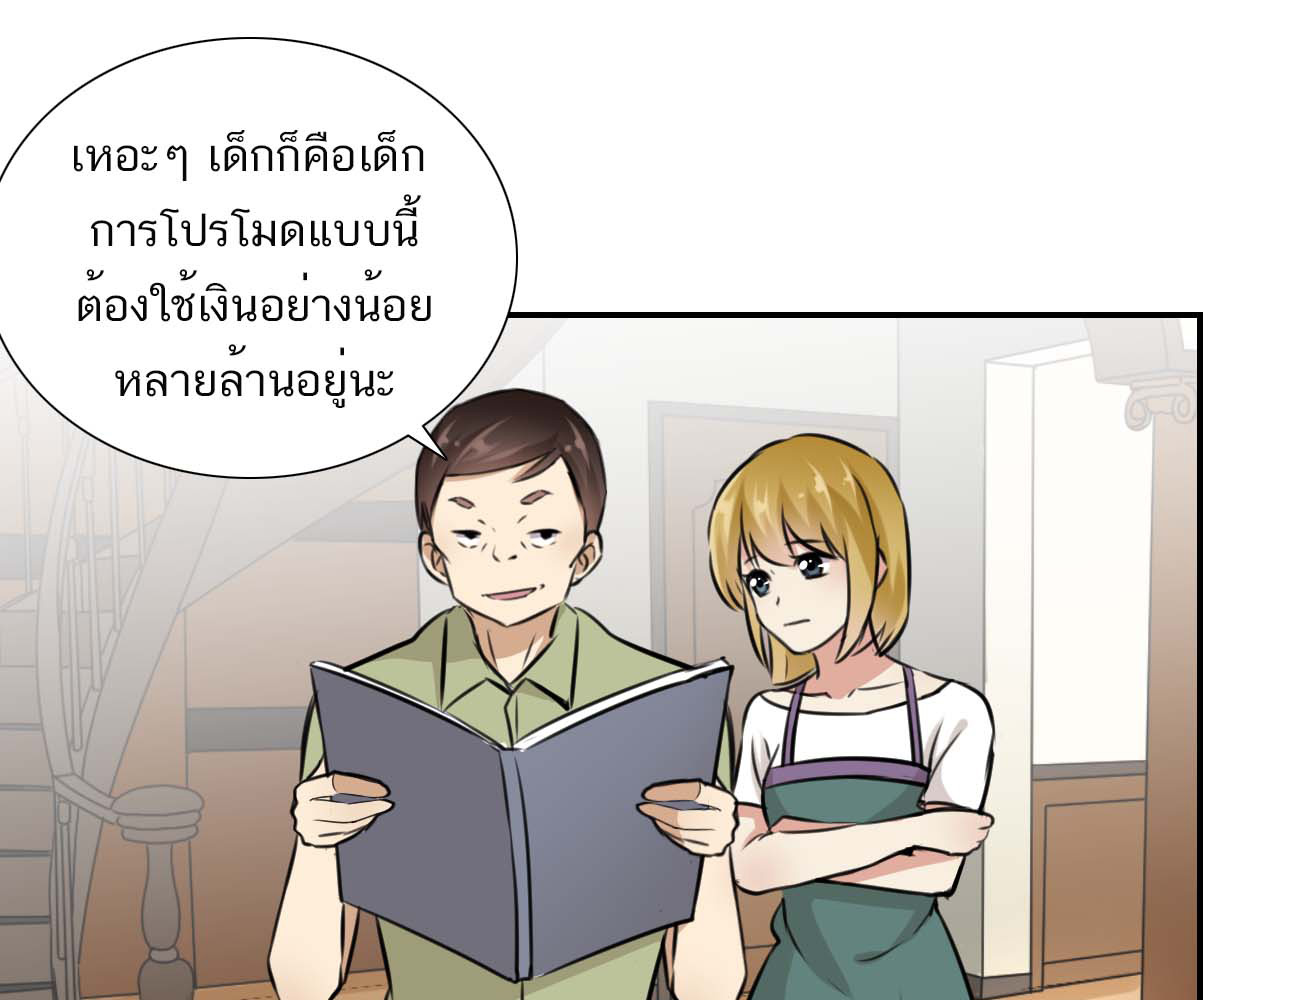 เหอะๆ เด็กก็คือเด็ก
การโปรโมดแบบนี้
ต้องใช้เงินอย่างน้อย
หลายล้านอยู่นะ